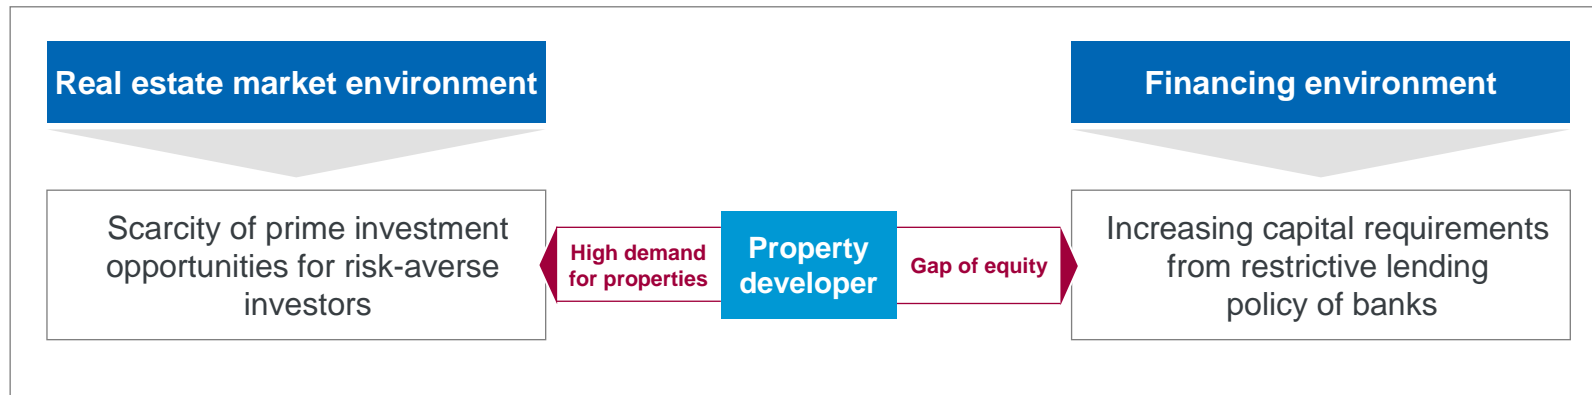 Real estate market environment
Financing environment
Scarcity of prime investment
opportunities for risk-averse
investors
High demand
for properties
Property
developer
Gap of equity
Increasing capital requirements
from restrictive lending
policy of banks